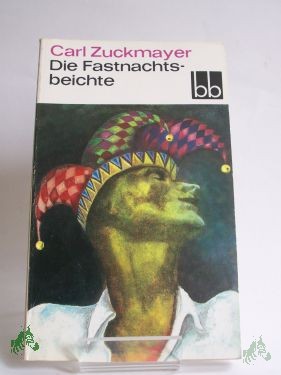 Carl Zuckmayer
Die Fastnachts-
beichte
bb